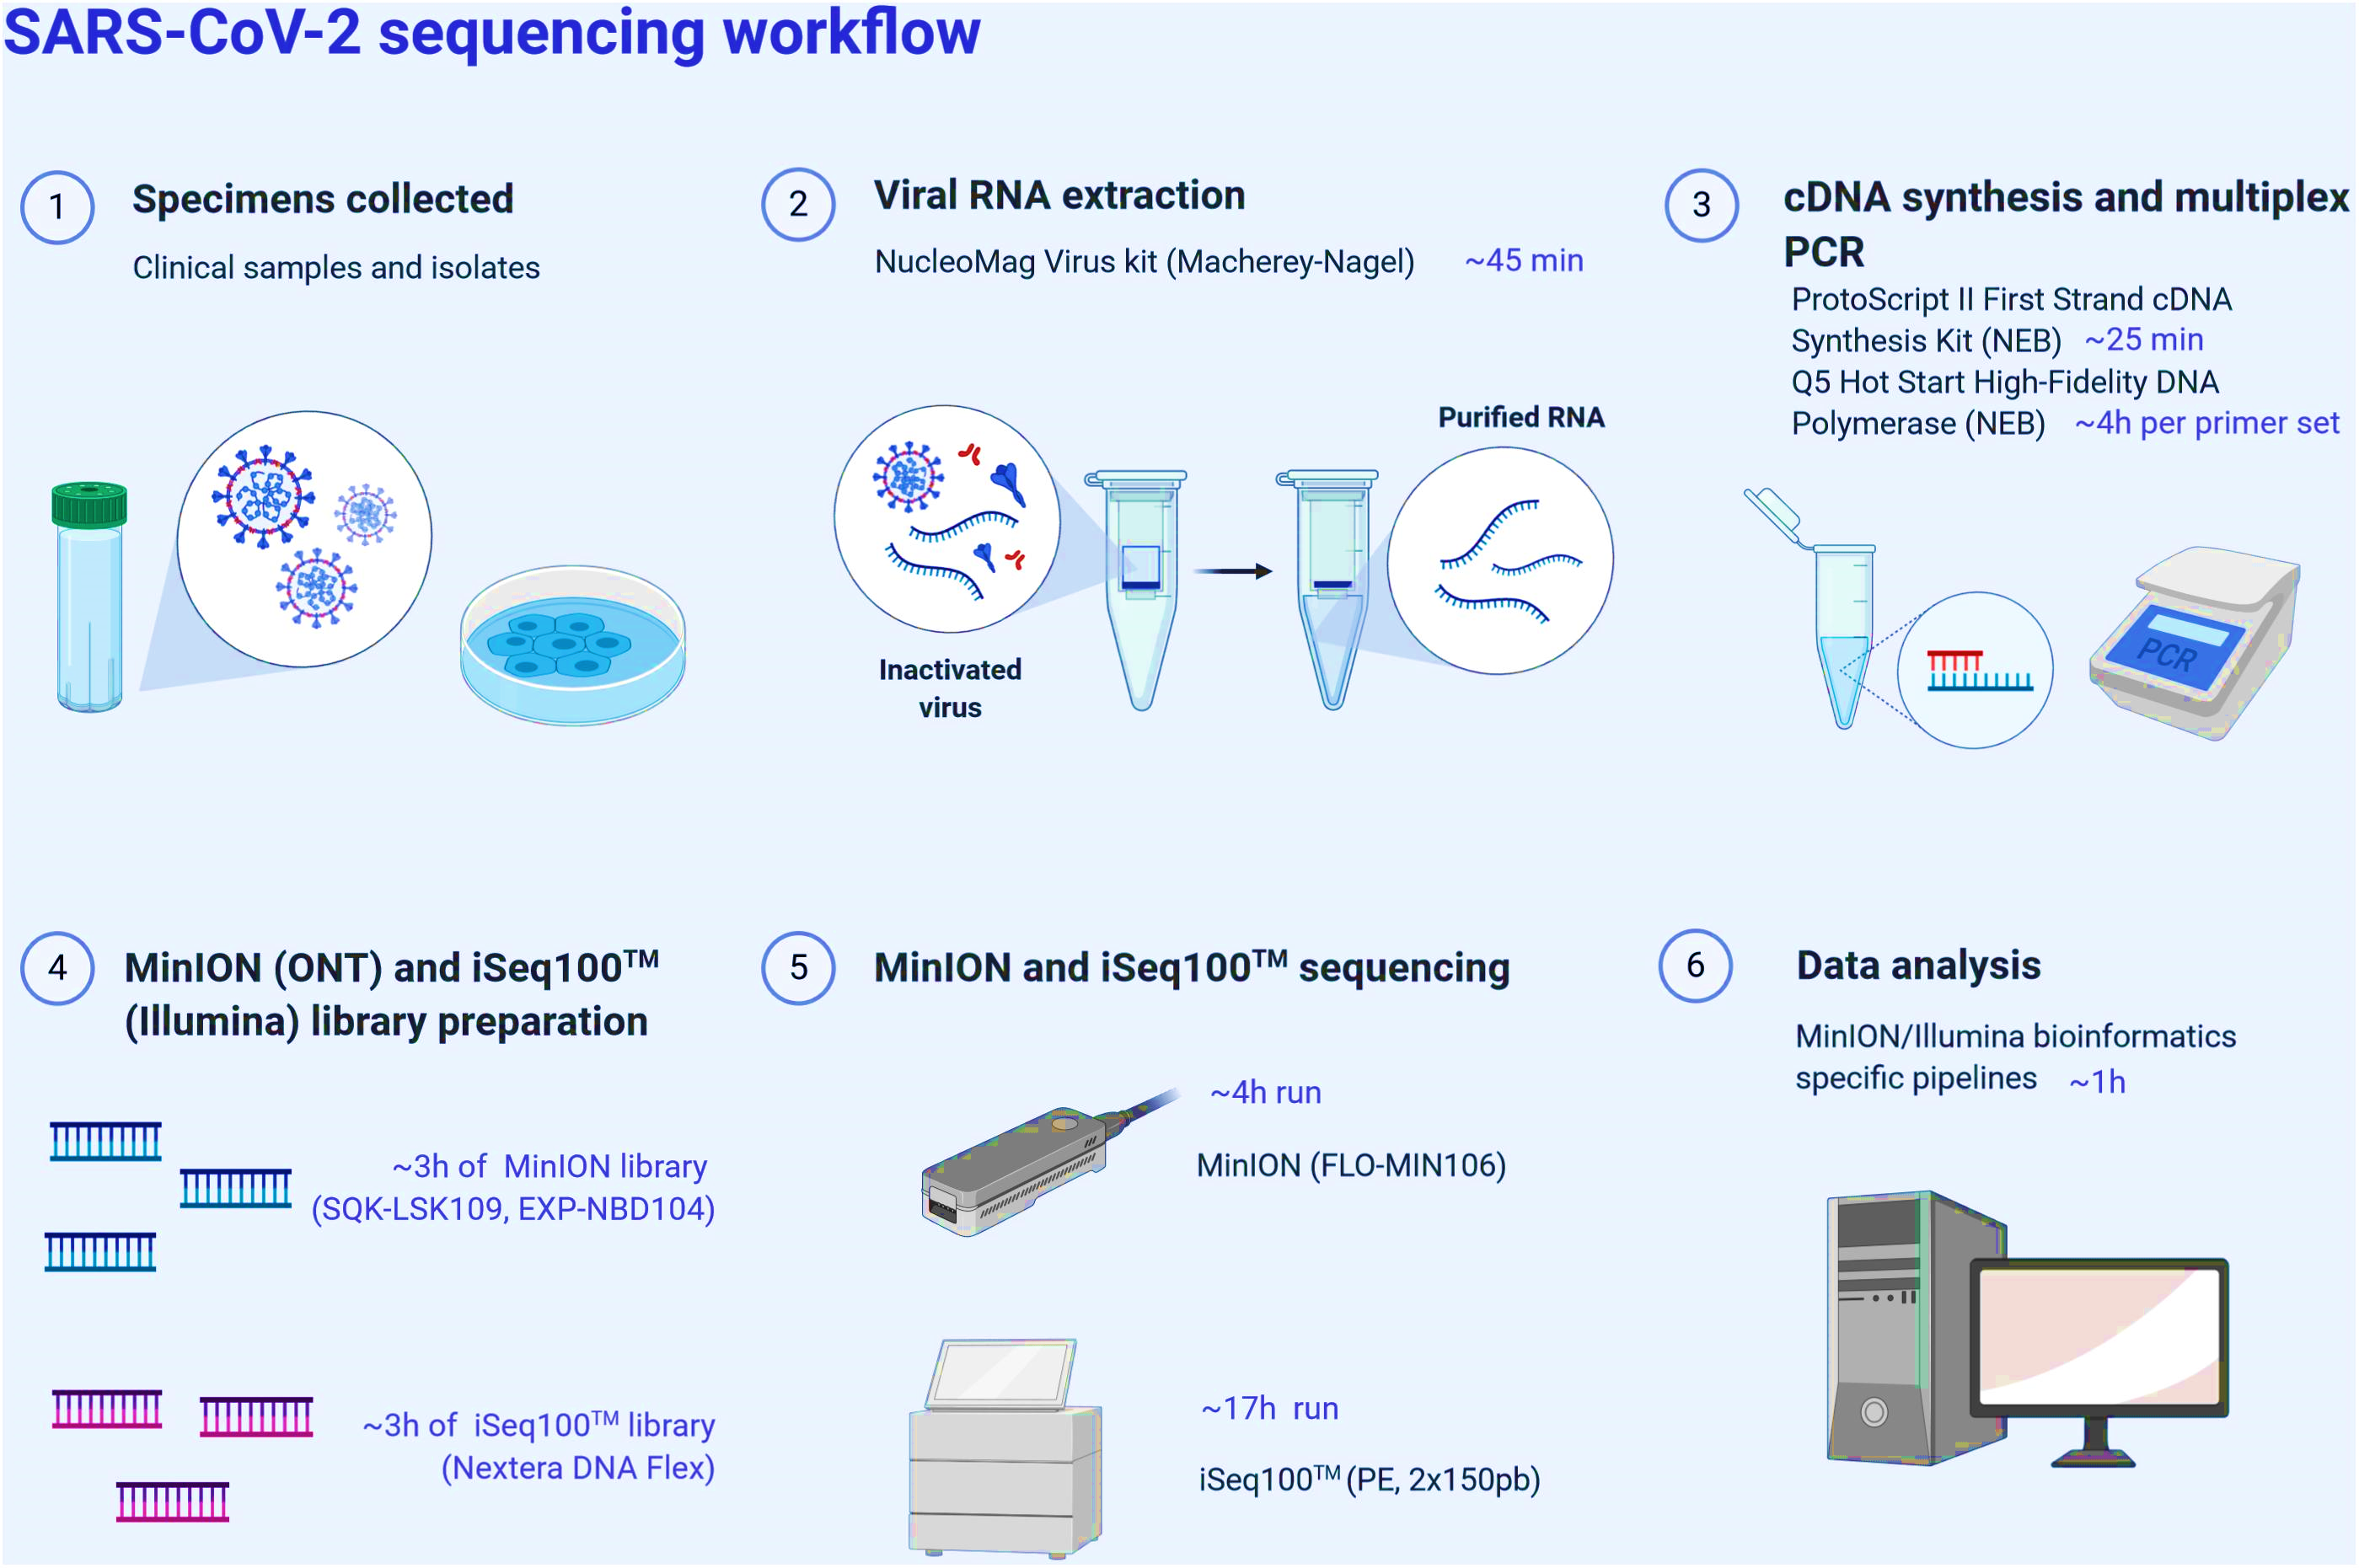 SARS-CoV-2 sequencing workflow
1
Specimens collected
Clinical samples and isolates
2
Viral RNA extraction
NucleoMag Virus kit (Macherey-Nagel) ~45 min
Inactivated
virus
Purified RNA
3
cDNA synthesis and multiplex
PCR
ProtoScript II First Strand cDNA
Synthesis Kit (NEB) ~25 min
Q5 Hot Start High-Fidelity DNA
Polymerase (NEB) ~4h per primer set
PCR
4
MinION (ONT) and iSeq100™
(Illumina) library preparation
~3h of MinION library
(SQK-LSK109, EXP-NBD104)
~3h of iSeq100™ library
(Nextera DNA Flex)
5
MinION and iSeq100™ sequencing
~4h run
MinION (FLO-MIN106)
~17h run
iSeq100™ (PE, 2x150pb)
6
Data analysis
MinION/Illumina bioinformatics
specific pipelines ~1h